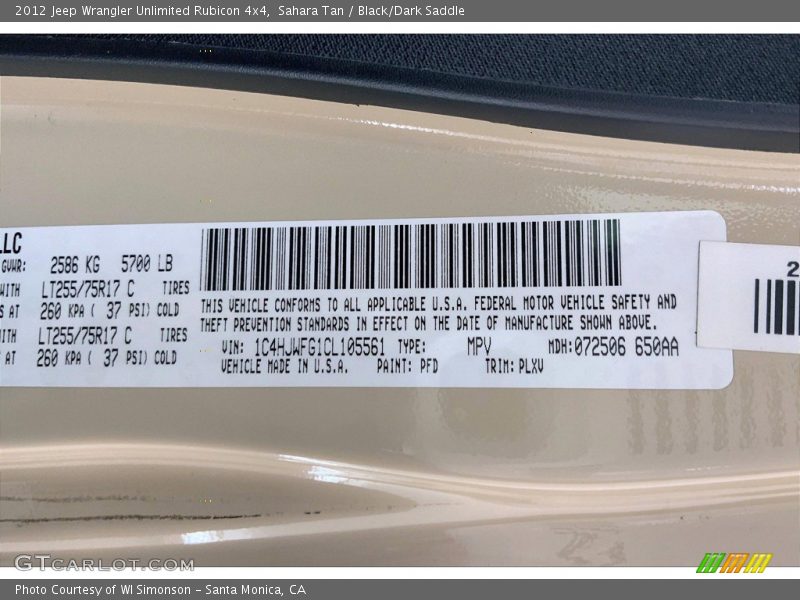 2012 Jeep Wrangler Unlimited Rubicon 4x4, Sahara Tan / Black/Dark Saddle
LLC
GVWR: 2586 KG 5700 LB
WITH LT255/75R17 C TIRES
S AT 260 KPA ( 37 PSI) COLD
WITH LT255/75R17 C TIRES
S AT 260 KPA ( 37 PSI) COLD
THIS VEHICLE CONFORMS TO ALL APPLICABLE U.S.A. FEDERAL MOTOR VEHICLE SAFETY AND
THEFT PREVENTION STANDARDS IN EFFECT ON THE DATE OF MANUFACTURE SHOWN ABOVE.
VIN: 1C4HJWFG1CL105561 TYPE: MPV MDH:072506 650AA
VEHICLE MADE IN U.S.A. PAINT: PFD TRIM: PLXV
2
GTCARLOT.COM
Photo Courtesy of WI Simonson - Santa Monica, CA